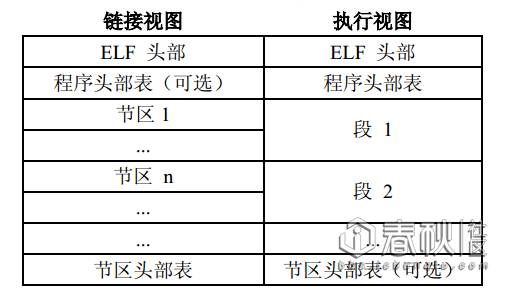 链接视图 执行视图
ELF 头部 ELF 头部
程序头部表（可选） 程序头部表
节区 1
段 1
...
节区 n
段 2
...
... ...
节区头部表 节区头部表（可选）
春秋
社区